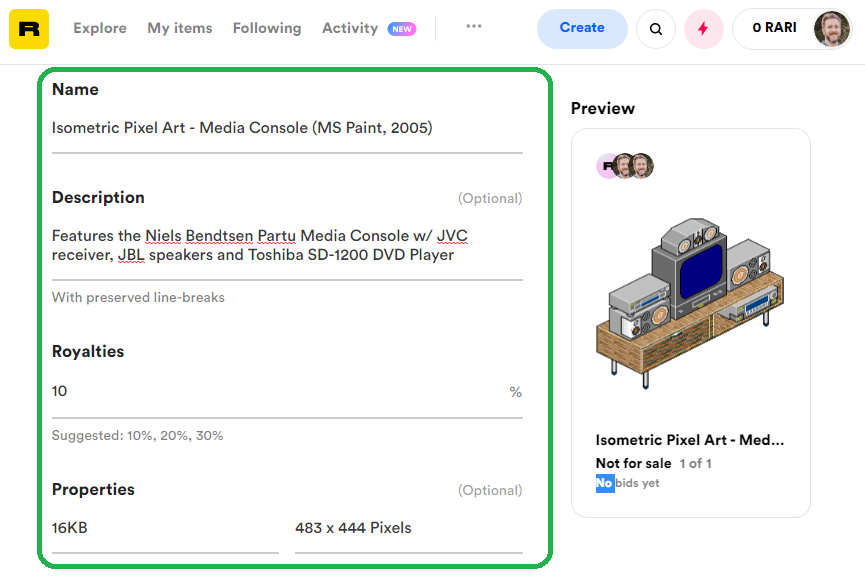 R Explore My items Following Activity NEW ... Create 0 RARI
Name
Isometric Pixel Art - Media Console (MS Paint, 2005)
Description (Optional)
Features the Niels Bendtsen Partu Media Console w/ JVC
receiver, JBL speakers and Toshiba SD-1200 DVD Player
With preserved line-breaks
Royalties
10 %
Suggested: 10%, 20%, 30%
Properties (Optional)
16KB 483 x 444 Pixels
Preview
R
Isometric Pixel Art - Med...
Not for sale 1 of 1
No bids yet